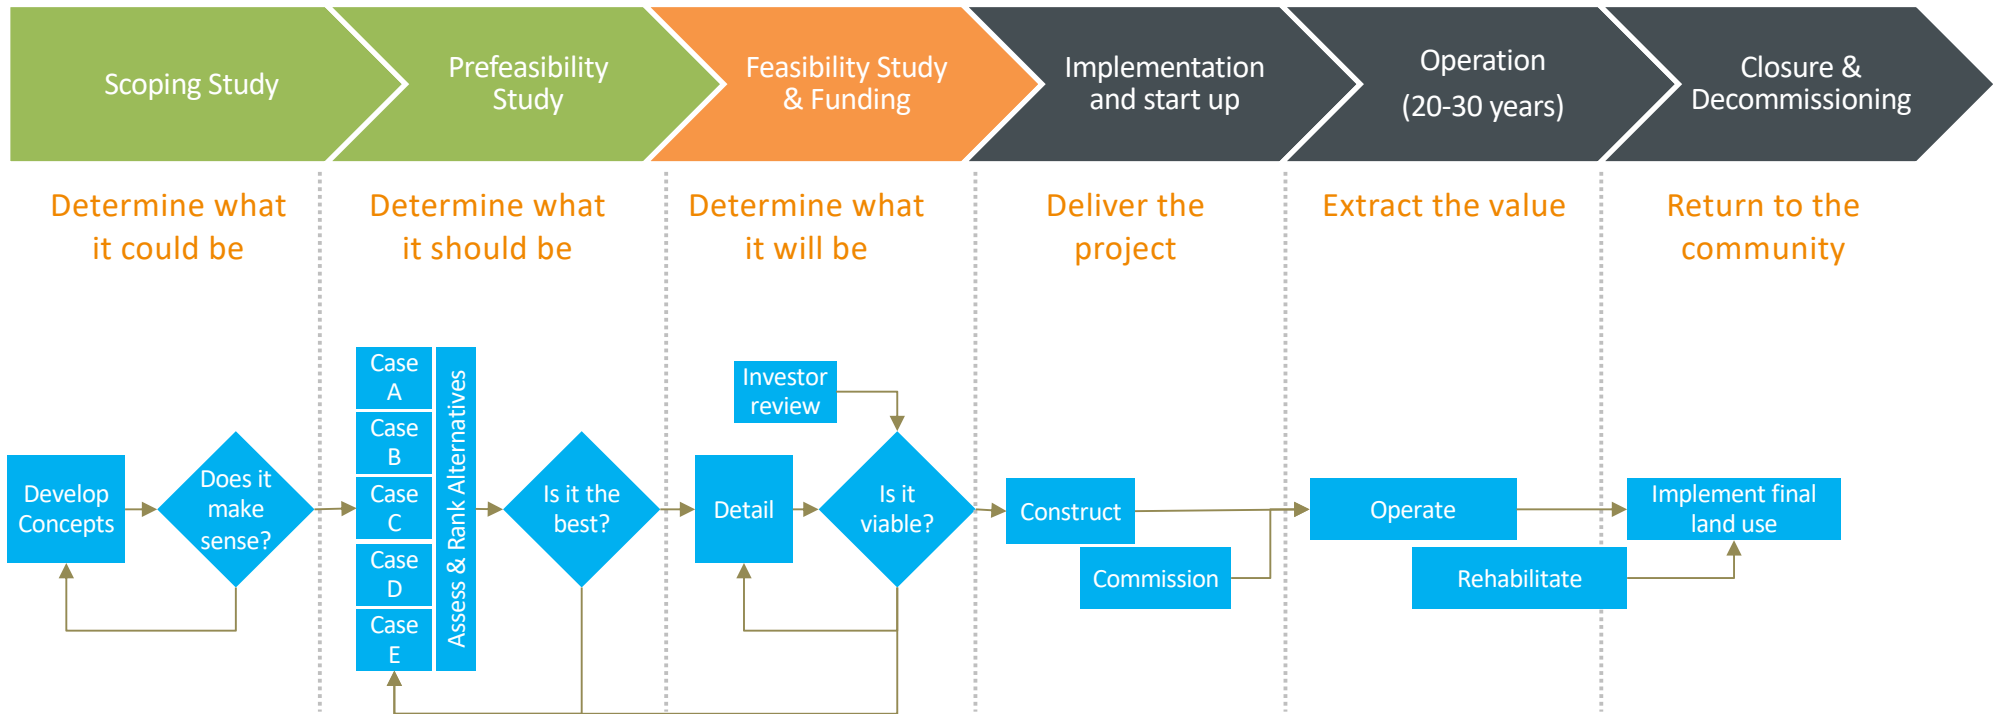 Scoping Study
Prefeasibility
Study
Feasibility Study
& Funding
Implementation
and start up
Operation
(20-30 years)
Closure &
Decommissioning
Determine what
it could be
Determine what
it should be
Determine what
it will be
Deliver the
project
Extract the value
Return to the
community
Develop
Concepts
Does it
make
sense?
Case
A
Case
B
Case
C
Case
D
Case
E
Assess & Rank Alternatives
Is it the
best?
Investor
review
Detail
Is it
viable?
Construct
Commission
Operate
Rehabilitate
Implement final
land use